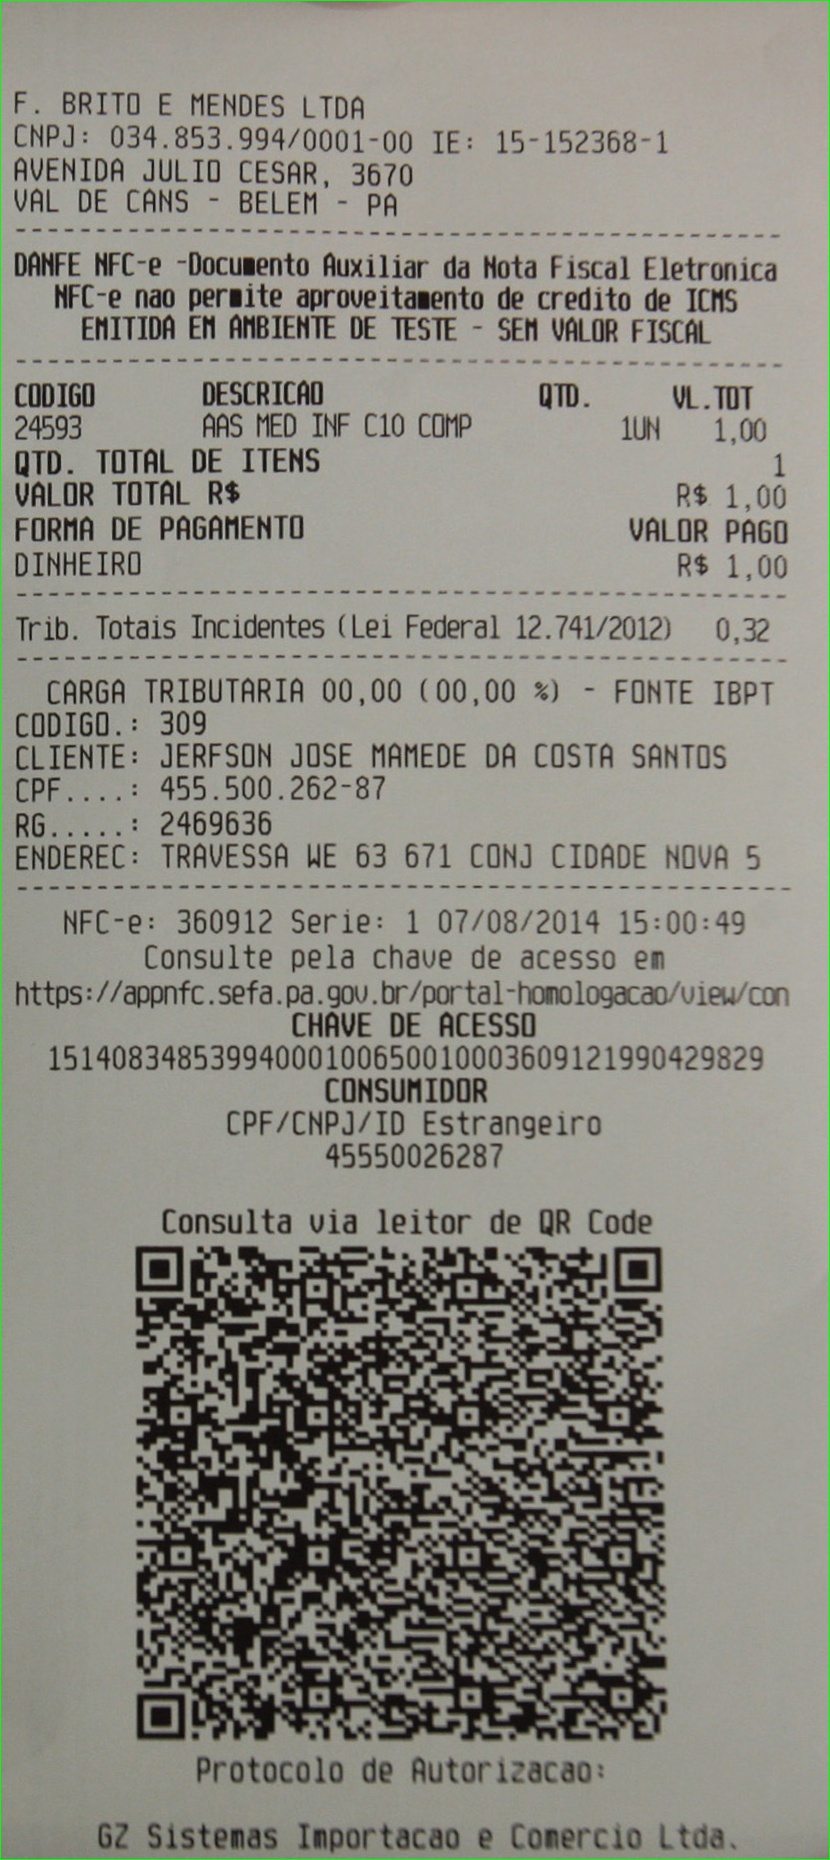 F. BRITO E MENDES LTDA
CNPJ: 034.853.994/0001-00 IE: 15-152368-1
AVENIDA JULIO CESAR, 3670
VAL DE CANS - BELEM - PA
DANFE NFC-e -Documento Auxiliar da Nota Fiscal Eletronica
NFC-e nao permite aproveitamento de credito de ICMS
EMITIDA EM AMBIENTE DE TESTE - SEM VALOR FISCAL
CODIGO DESCRICAO QTD. VL.TOT
24593 AAS MED INF C10 COMP 1UN 1,00
QTD. TOTAL DE ITENS 1
VALOR TOTAL R$ R$ 1,00
FORMA DE PAGAMENTO VALOR PAGO
DINHEIRO R$ 1,00
Trib. Totais Incidentes (Lei Federal 12.741/2012) 0,32
CARGA TRIBUTARIA 00,00 (00,00 %) - FONTE IBPT
CODIGO.: 309
CLIENTE: JERFSON JOSE MAMEDE DA COSTA SANTOS
CPF....: 455.500.262-87
RG.....: 2469636
ENDEREC: TRAVESSA WE 63 671 CONJ CIDADE NOVA 5
NFC-e: 360912 Serie: 1 07/08/2014 15:00:49
Consulte pela chave de acesso em
https://appnfc.sefa.pa.gov.br/portal-homologacao/view/con
CHAVE DE ACESSO
15140834853994000100650010003609121990429829
CONSUMIDOR
CPF/CNPJ/ID Estrangeiro
45550026287
Consulta via leitor de QR Code
Protocolo de Autorizacao:
GZ Sistemas Importacao e Comercio Ltda.